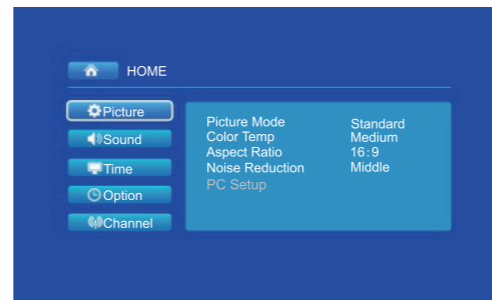 HOME
Picture
Sound
Time
Option
Channel
Picture Mode Standard
Color Temp Medium
Aspect Ratio 16:9
Noise Reduction Middle
PC Setup